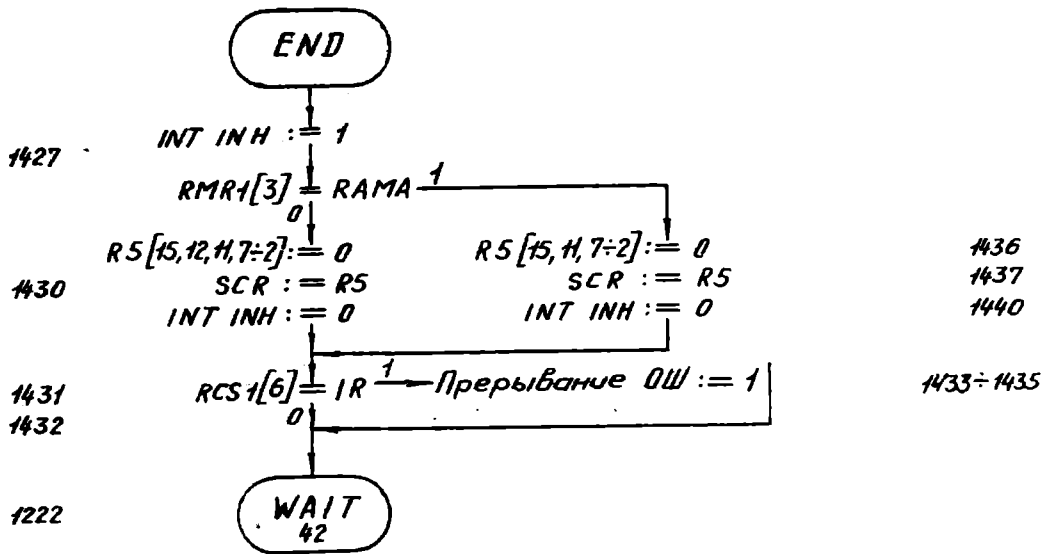 END
INT INH := 1
1427
RMR1[3] = RAMA 1
0
R5[15,12,11,7÷2] := 0 R5[15,11,7÷2] := 0 1436
1430 SCR := R5 SCR := R5 1437
INT INH := 0 INT INH := 0 1440
1431 RCS1[6] = IR 1 Прерывание ОШ := 1 1433÷1435
1432 0
1222 WAIT
42